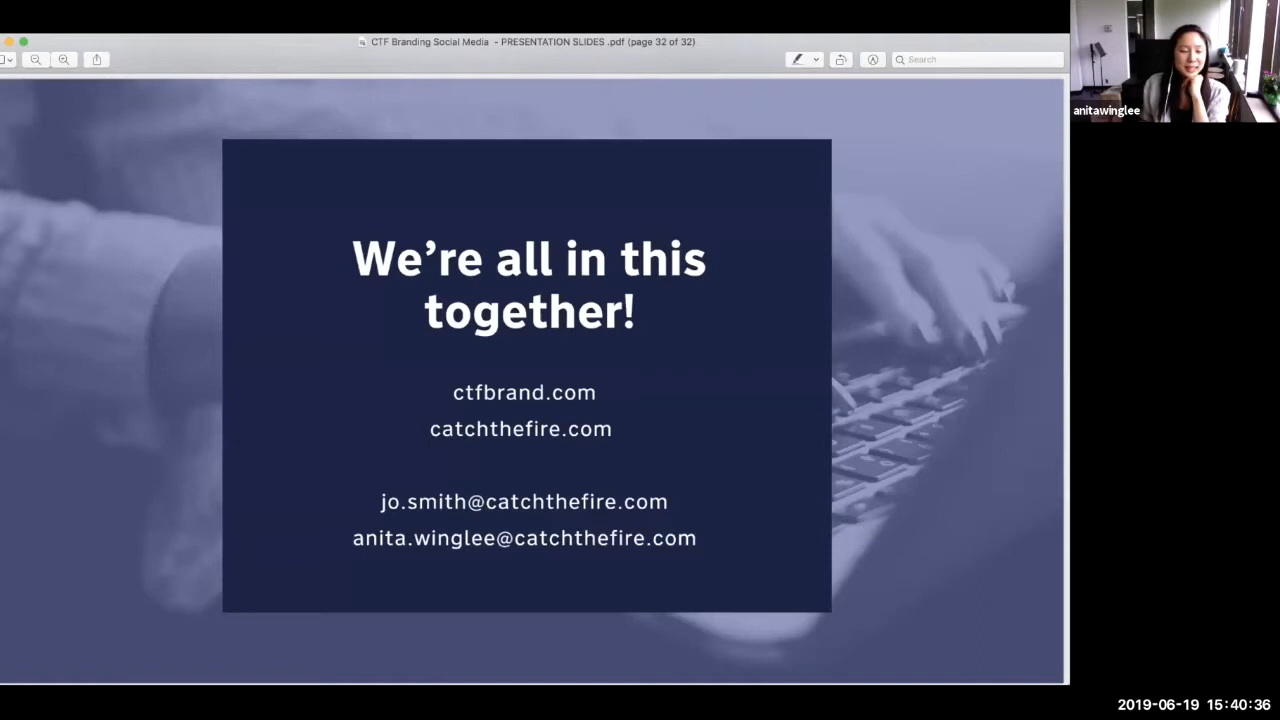 CTF Branding Social Media - PRESENTATION SLIDES .pdf (page 32 of 32)
Search
anitawinglee
We're all in this
together!
ctfbrand.com
catchthefire.com
jo.smith@catchthefire.com
anita.winglee@catchthefire.com
2019-06-19 15:40:36